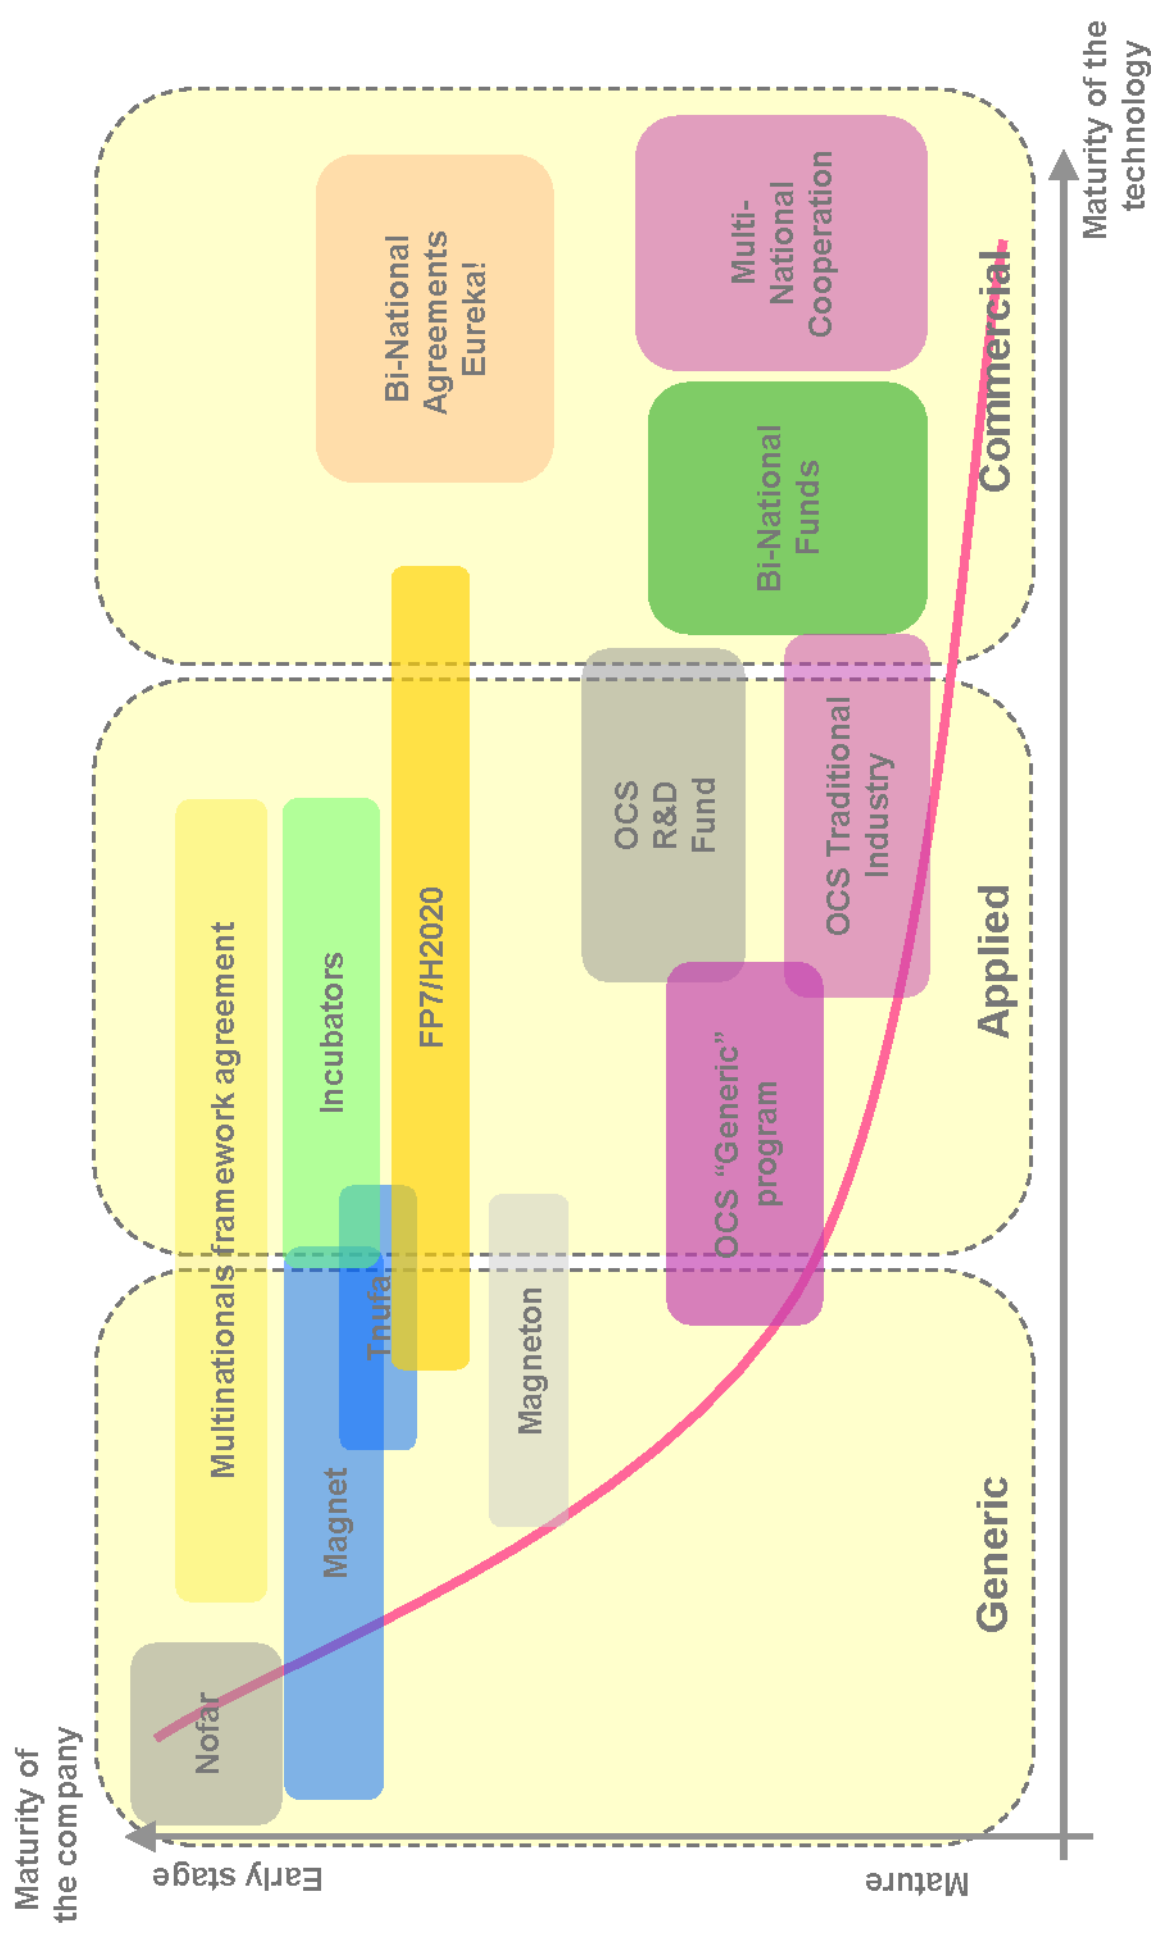 Maturity of
the company
Early stage
Mature
Nofar
Multinationals framework agreement
Magnet
Incubators
Tnufa
FP7/H2020
Magneton
Bi-National
Agreements
Eureka!
OCS
R&D
Fund
OCS “Generic”
program
OCS Traditional
Industry
Bi-National
Funds
Multi-
National
Cooperation
Generic
Applied
Commercial
Maturity of the
technology